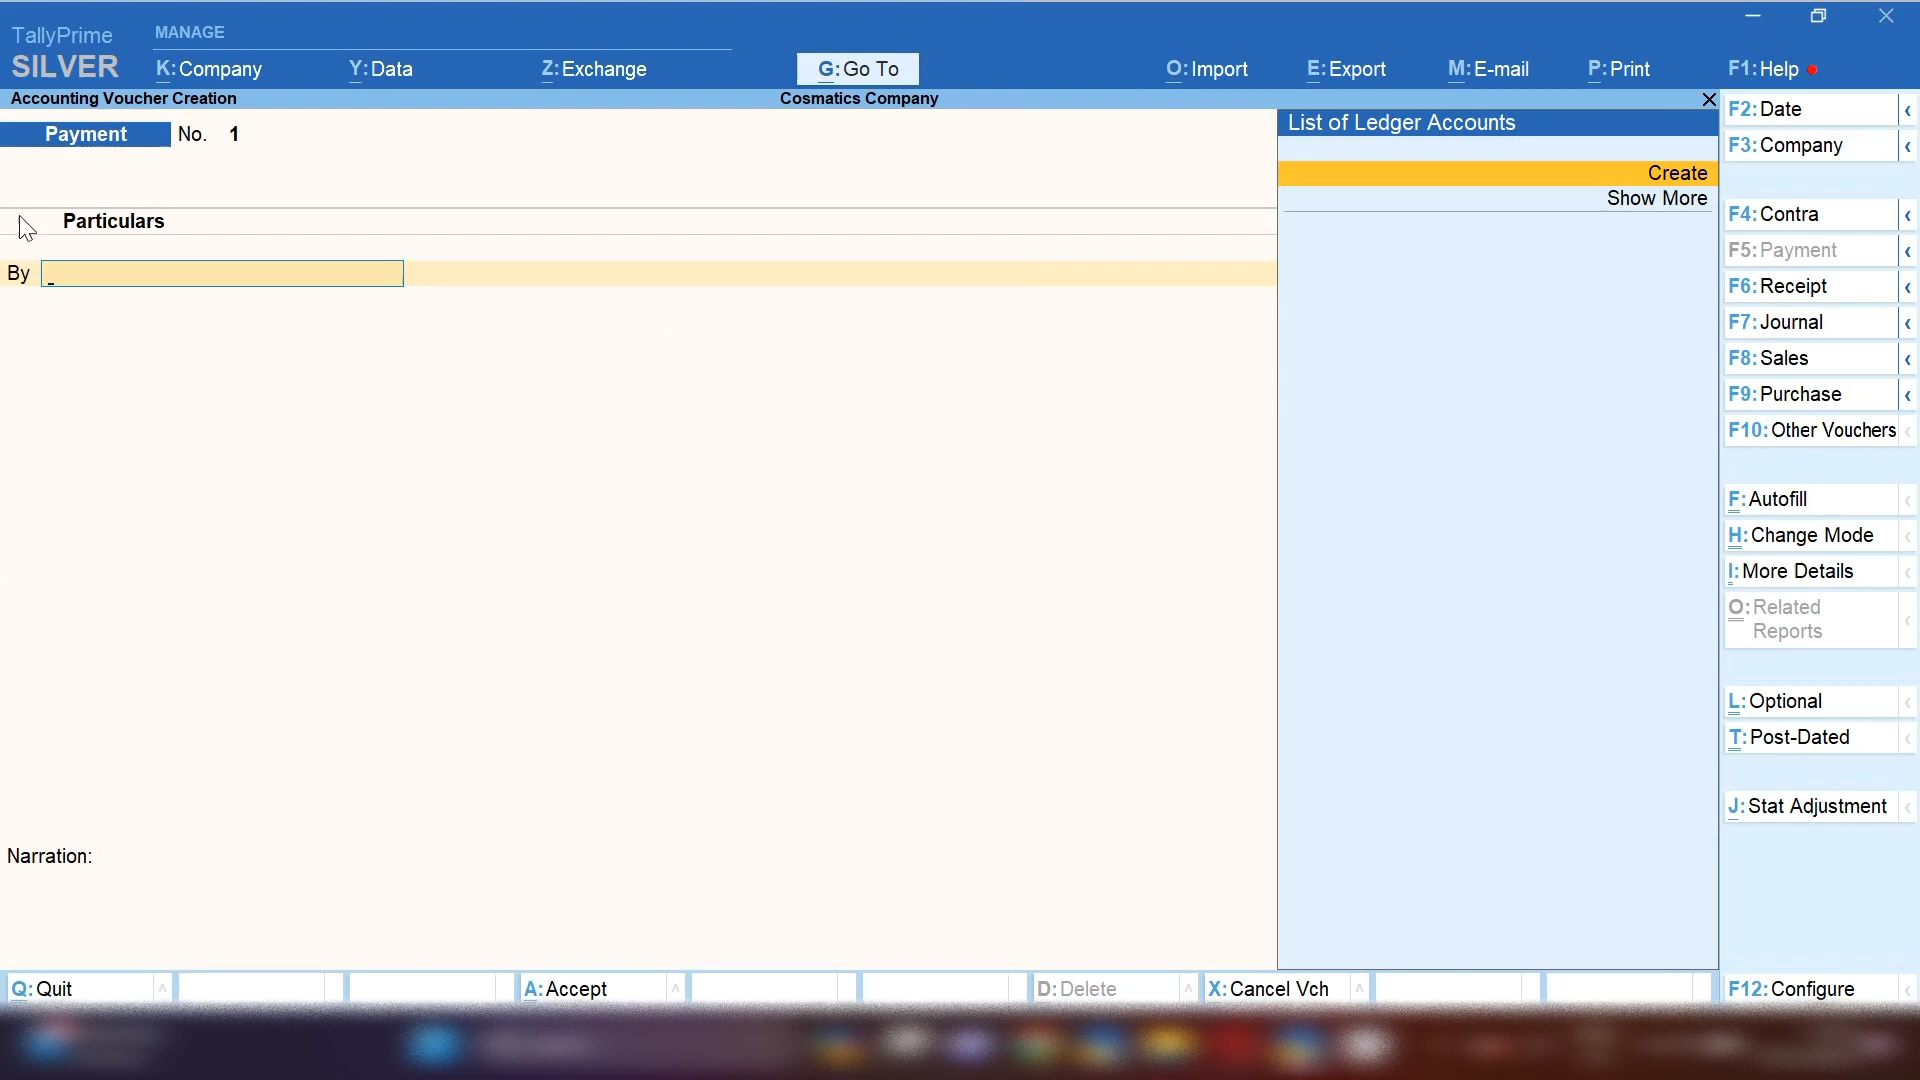 TallyPrime
SILVER
MANAGE
K: Company
Y: Data
Z: Exchange
G: Go To
O: Import
E: Export
M: E-mail
P: Print
F1: Help
Accounting Voucher Creation
Cosmatics Company
Payment No. 1
Particulars
By
Narration:
List of Ledger Accounts
Create
Show More
F2: Date
F3: Company
F4: Contra
F5: Payment
F6: Receipt
F7: Journal
F8: Sales
F9: Purchase
F10: Other Vouchers
F: Autofill
H: Change Mode
I: More Details
O: Related
Reports
L: Optional
T: Post-Dated
J: Stat Adjustment
Q: Quit
A: Accept
D: Delete
X: Cancel Vch
F12: Configure